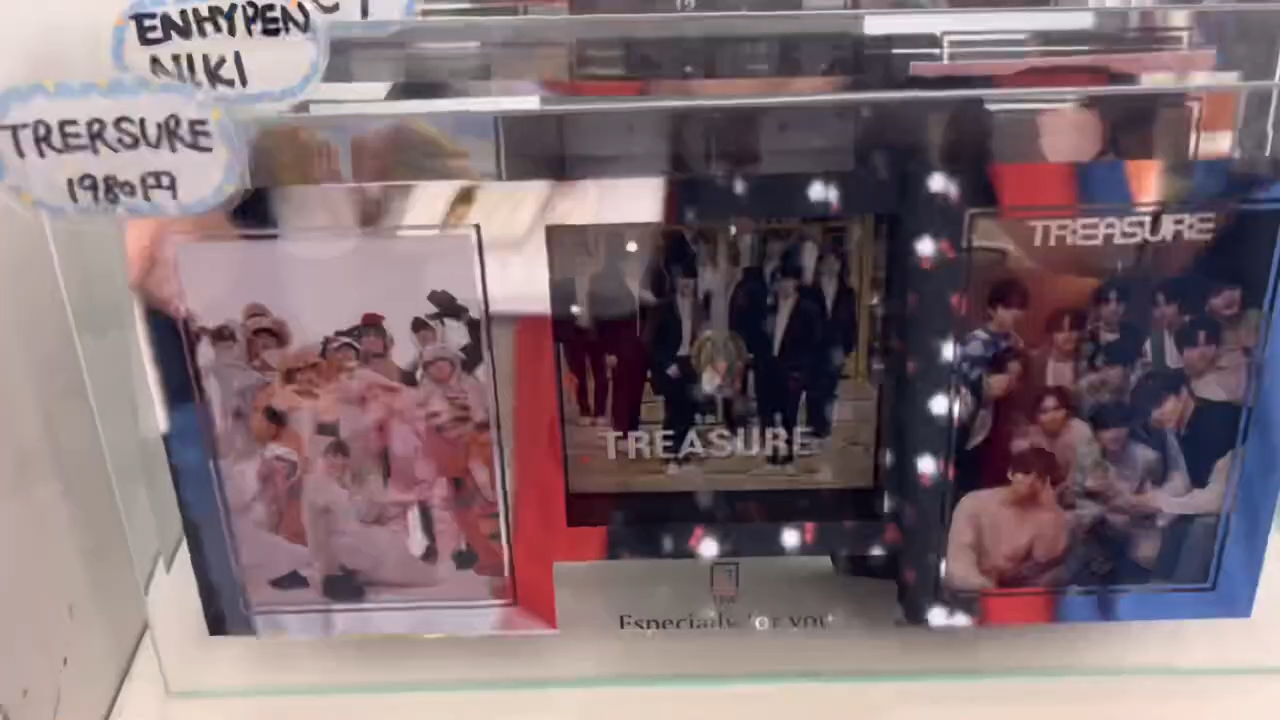 ENHYPEN
NIKI
TRERSURE
1980円
TREASURE
TREASURE
Especially for you